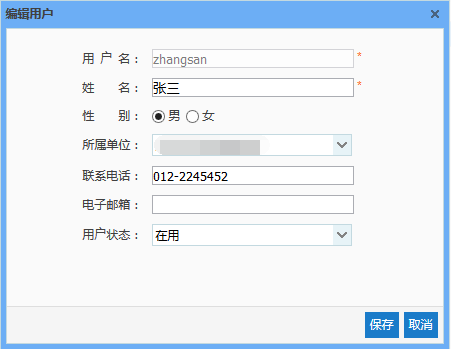 编辑用户
用 户 名： zhangsan *
姓 名： 张三 *
性 别： 男 女
所属单位：
联系电话： 012-2245452
电子邮箱：
用户状态： 在用
保存 取消